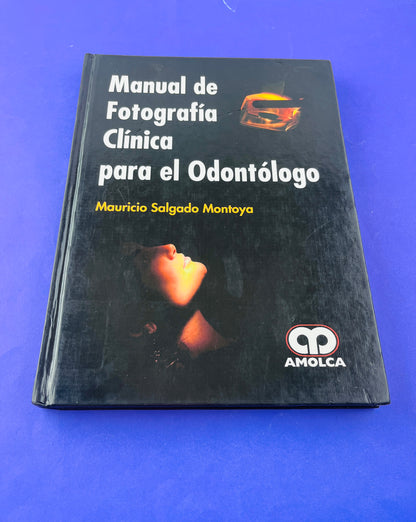 Manual de
Fotografía
Clínica
para el Odontólogo
Mauricio Salgado Montoya
AMOLCA